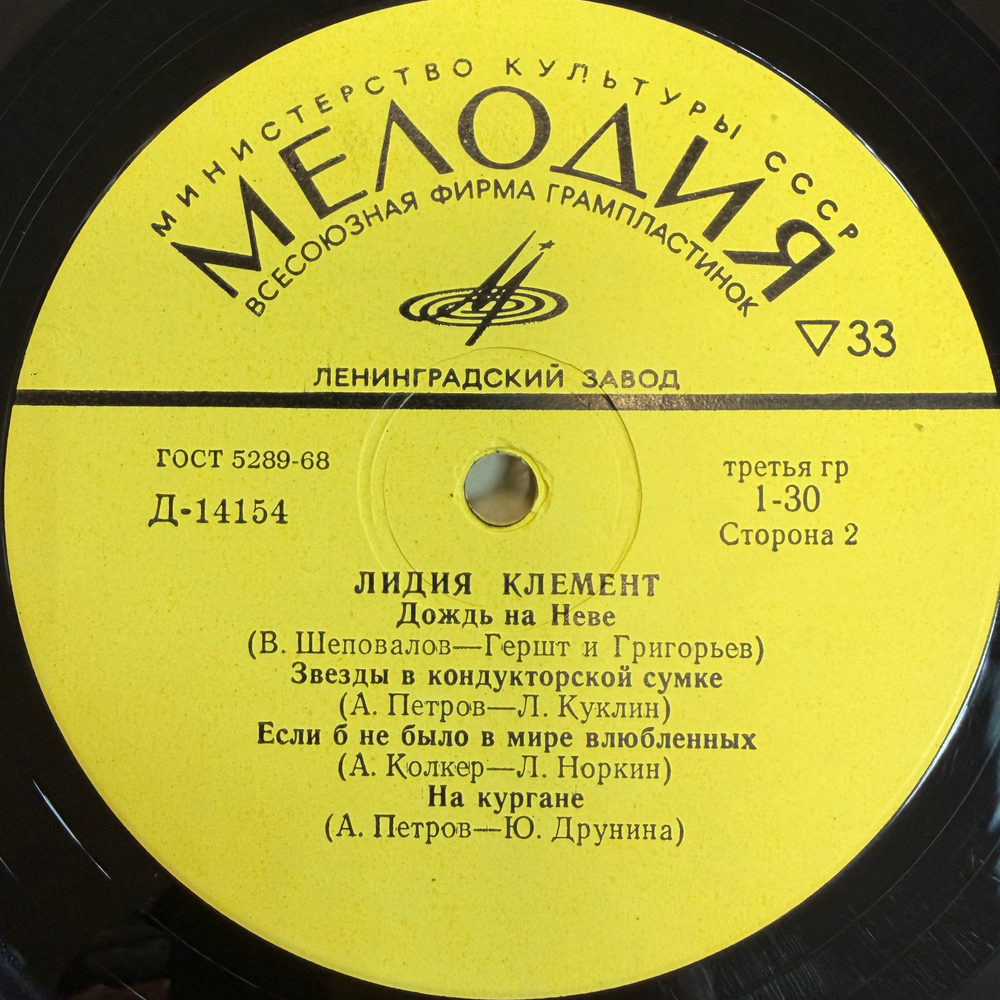 МИНИСТЕРСТВО КУЛЬТУРЫ СССР
МЕЛОДИЯ
ВСЕСОЮЗНАЯ ФИРМА ГРАМПЛАСТИНОК
▽33
ЛЕНИНГРАДСКИЙ ЗАВОД
ГОСТ 5289-68
Д-14154
третья гр
1-30
Сторона 2
ЛИДИЯ КЛЕМЕНТ
Дождь на Неве
(В. Шеповалов—Гершт и Григорьев)
Звезды в кондукторской сумке
(А. Петров—Л. Куклин)
Если б не было в мире влюбленных
(А. Колкер—Л. Норкин)
На кургане
(А. Петров—Ю. Друнина)